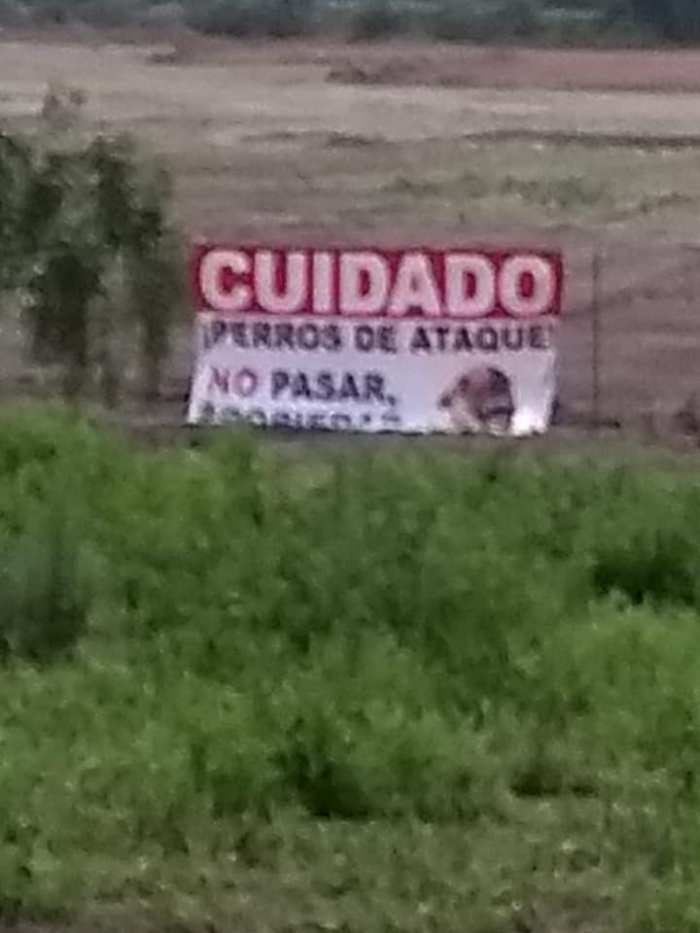 CUIDADO
¡PERROS DE ATAQUE!
NO PASAR,